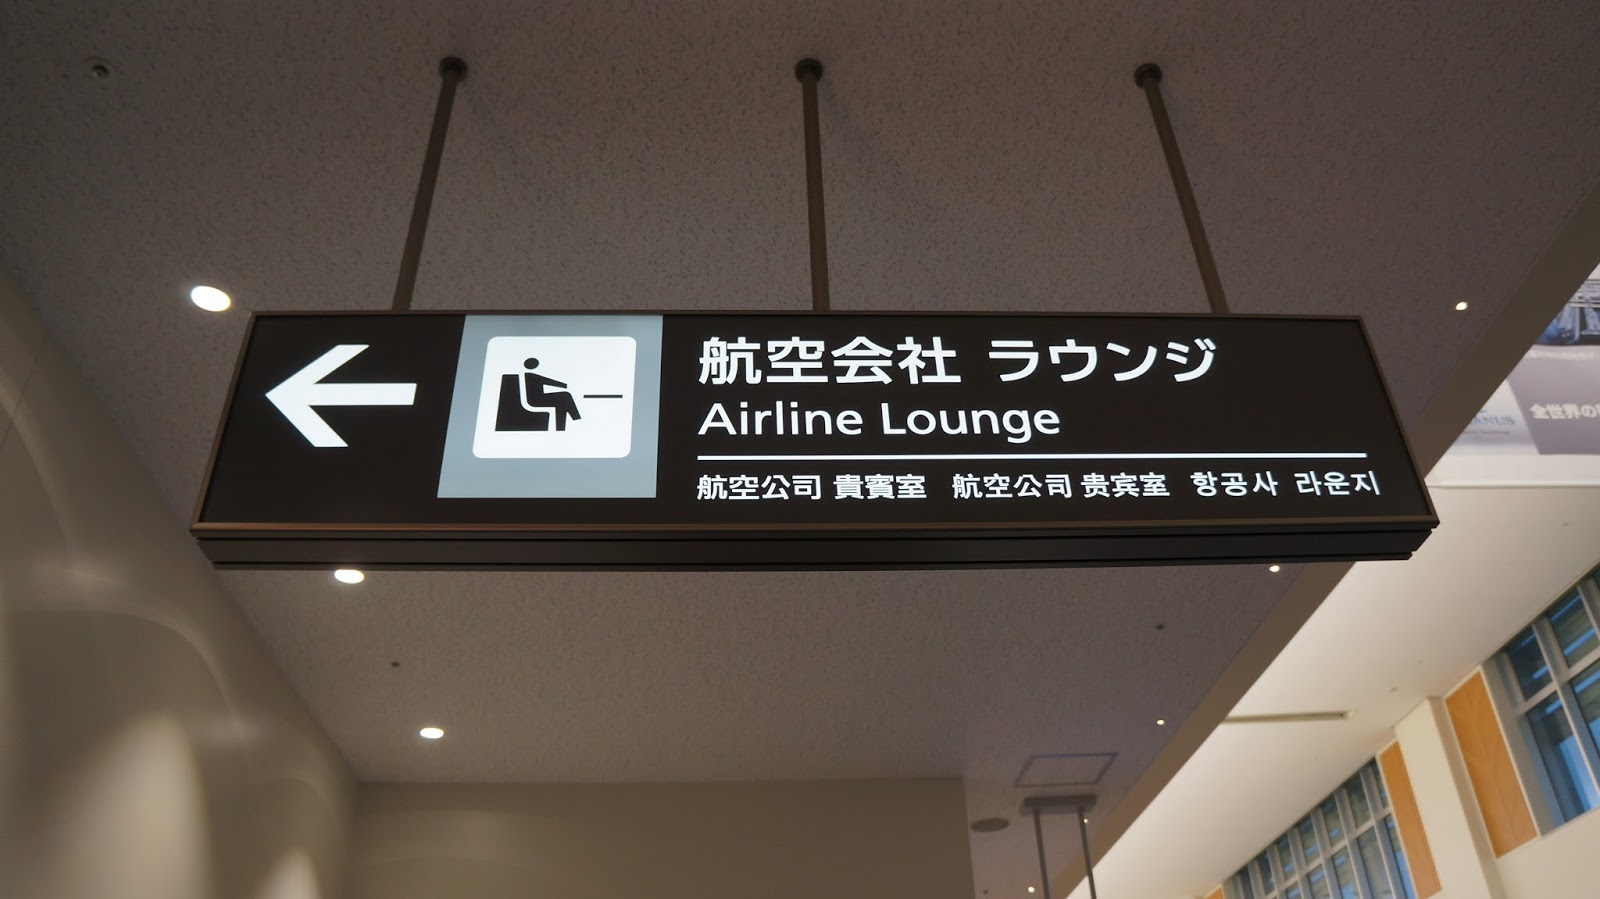 航空会社 ラウンジ
Airline Lounge
航空公司 貴賓室 航空公司 贵宾室 항공사 라운지
全世界の